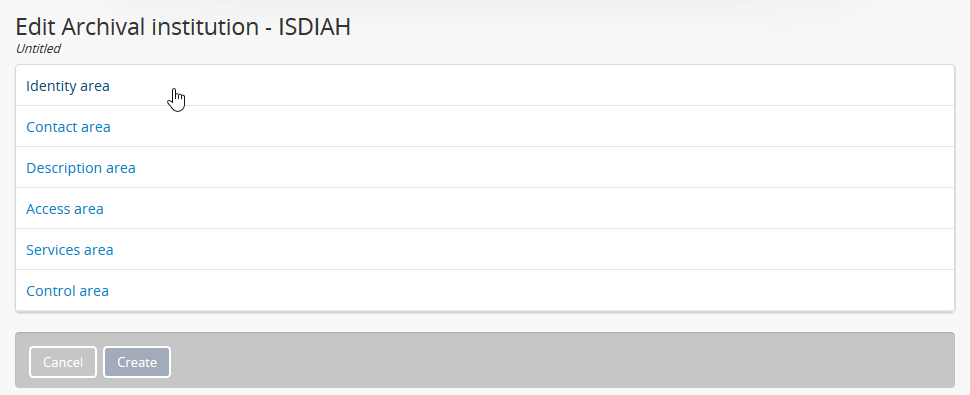 Edit Archival institution - ISDIAH
Untitled
Identity area
Contact area
Description area
Access area
Services area
Control area
Cancel Create